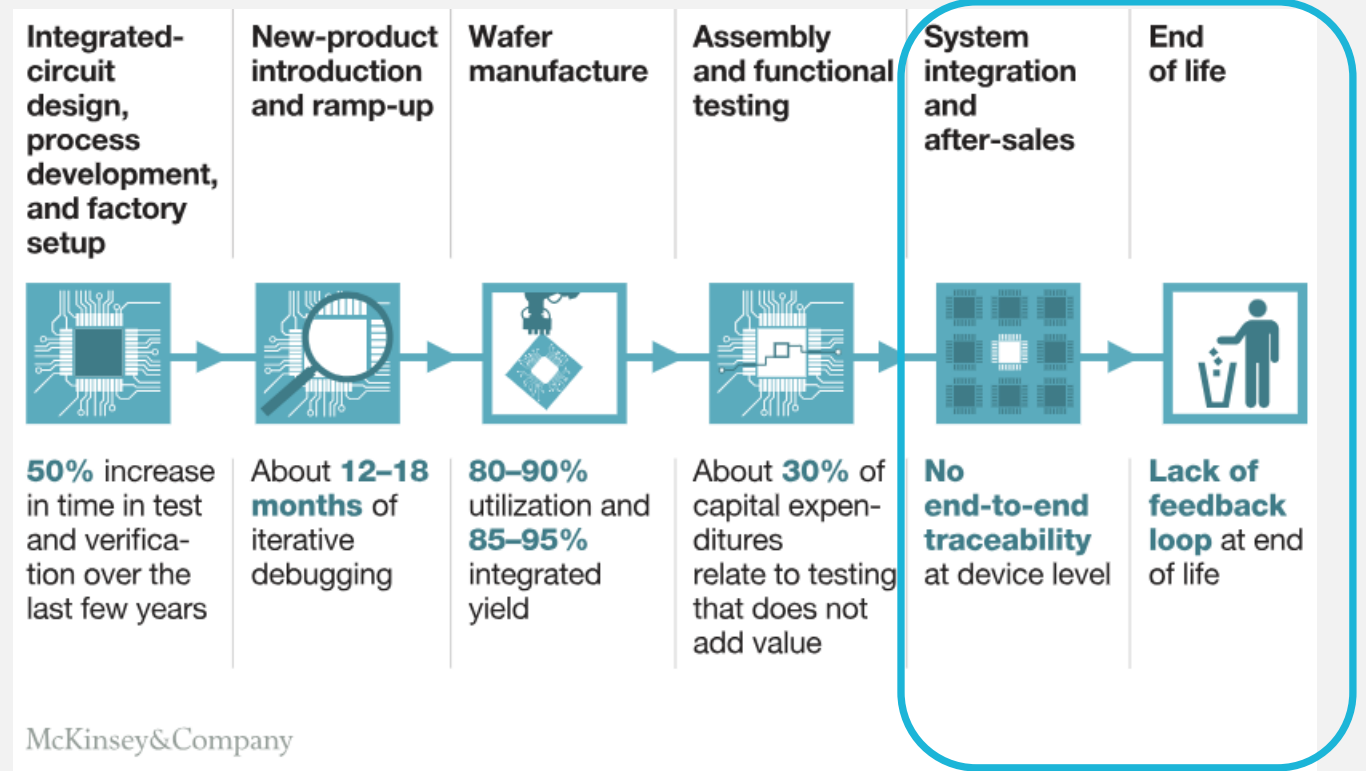 Integrated-
circuit
design,
process
development,
and factory
setup
New-product
introduction
and ramp-up
Wafer
manufacture
Assembly
and functional
testing
System
integration
and
after-sales
End
of life
50% increase
in time in test
and verifica-
tion over the
last few years
About 12–18
months of
iterative
debugging
80–90%
utilization and
85–95%
integrated
yield
About 30% of
capital expen-
ditures
relate to testing
that does not
add value
No
end-to-end
traceability
at device level
Lack of
feedback
loop at end
of life
McKinsey&Company